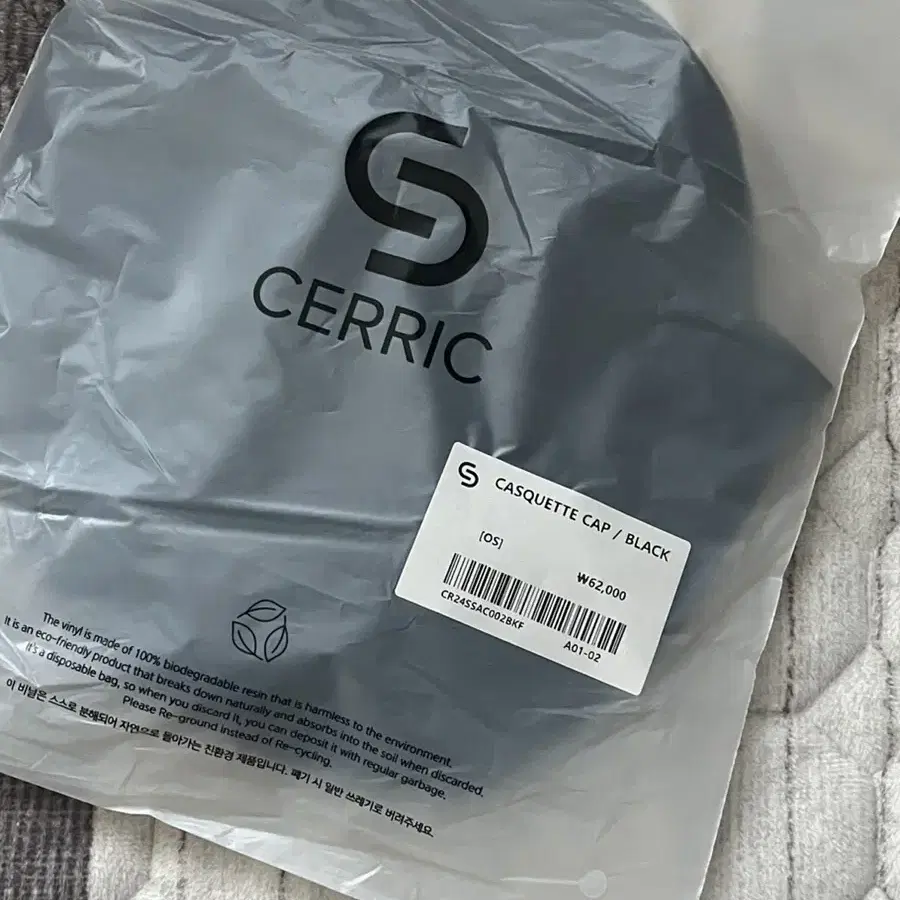 CERRIC
CASQUETTE CAP / BLACK
[OS]
₩62,000
CR24SSAC002BKF
A01-02
The vinyl is made of 100% biodegradable resin that is harmless to the environment.
It is an eco-friendly product that breaks down naturally and absorbs into the soil when discarded.
It's a disposable bag, so when you discard it, you can deposit it with regular garbage.
Please Re-ground instead of Re-cycling.
이 비닐은 스스로 분해되어 자연으로 돌아가는 친환경 제품입니다. 폐기 시 일반 쓰레기로 버려주세요.